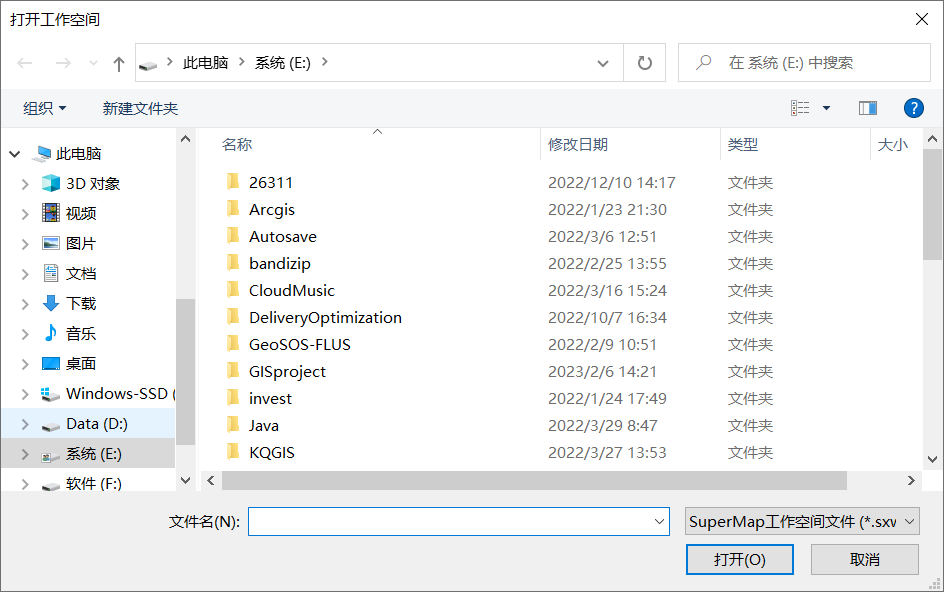 打开工作空间
此电脑 系统 (E:)
在 系统 (E:) 中搜索
组织 新建文件夹
?
名称 修改日期 类型 大小
此电脑
3D 对象
视频
图片
文档
下载
音乐
桌面
Windows-SSD (
Data (D:)
系统 (E:)
软件 (F:)
26311 2022/12/10 14:17 文件夹
Arcgis 2022/1/23 21:30 文件夹
Autosave 2022/3/6 12:51 文件夹
bandizip 2022/2/25 13:55 文件夹
CloudMusic 2022/3/16 15:24 文件夹
DeliveryOptimization 2022/10/7 16:34 文件夹
GeoSOS-FLUS 2022/2/9 10:51 文件夹
GISproject 2023/2/6 14:21 文件夹
invest 2022/1/24 17:49 文件夹
Java 2022/3/29 8:47 文件夹
KQGIS 2022/3/27 13:53 文件夹
文件名(N):
SuperMap工作空间文件 (*.sxw
打开(O) 取消